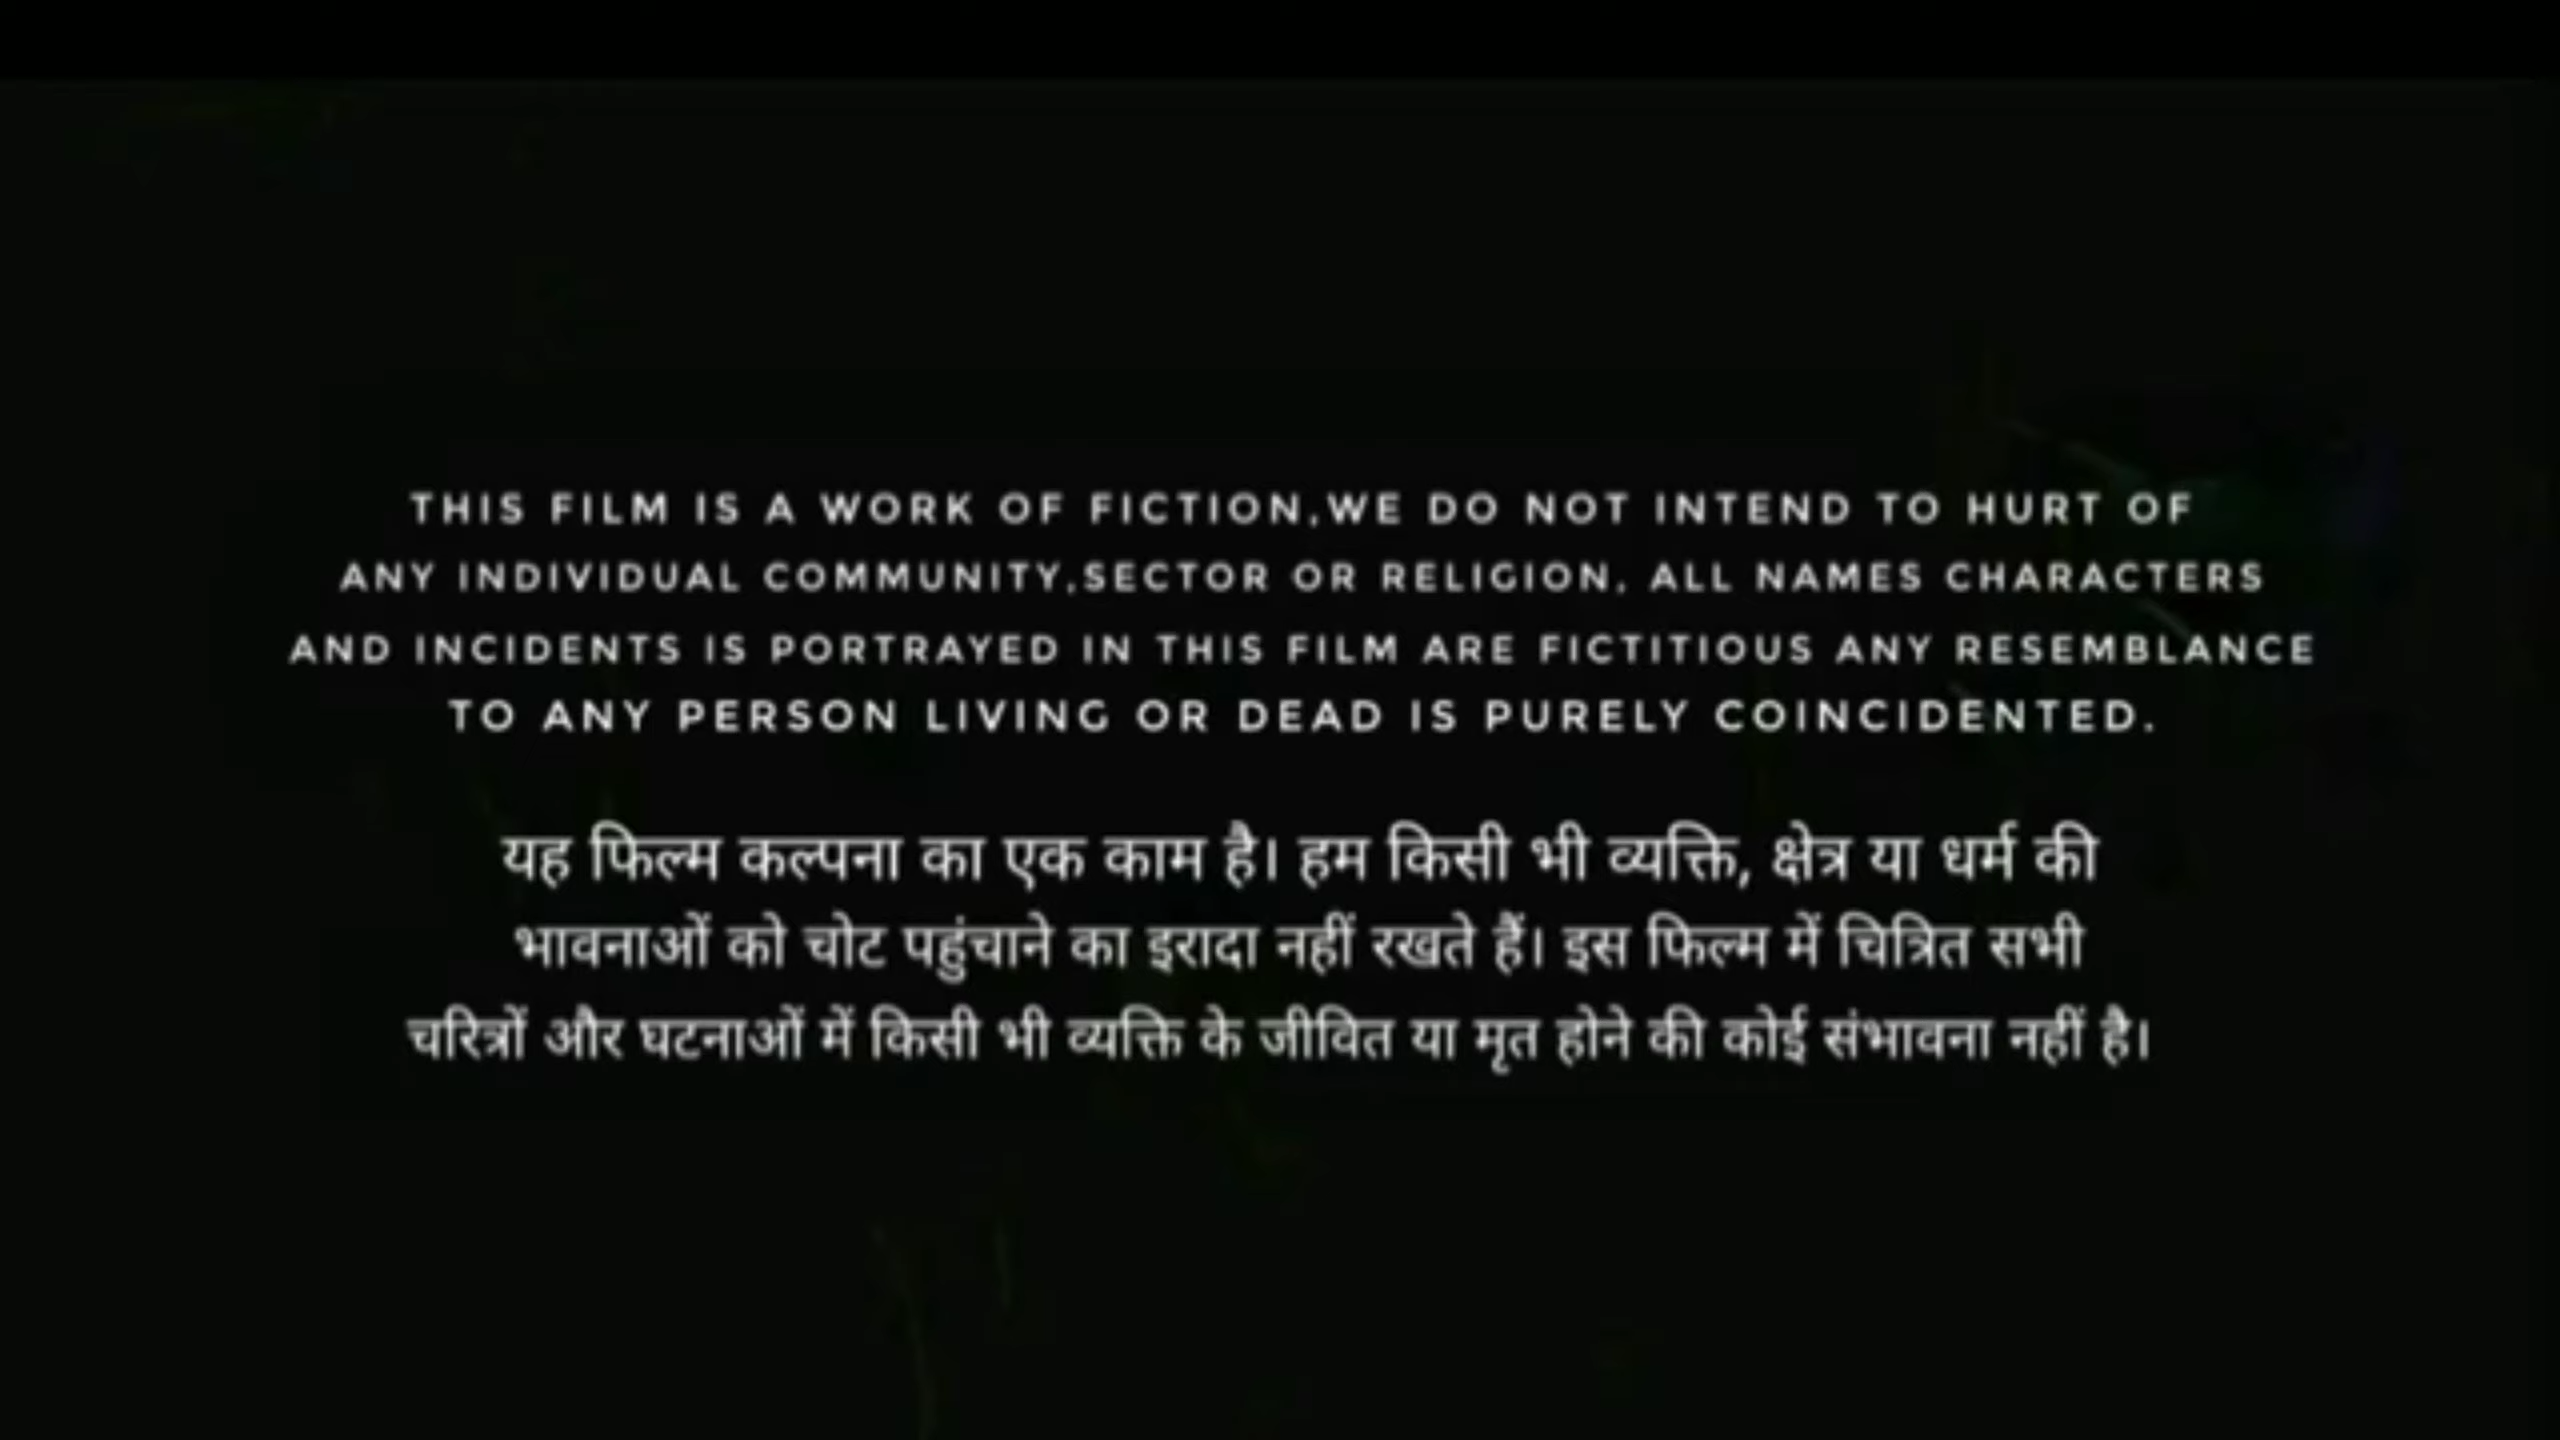 THIS FILM IS A WORK OF FICTION,WE DO NOT INTEND TO HURT OF
ANY INDIVIDUAL COMMUNITY,SECTOR OR RELIGION, ALL NAMES CHARACTERS
AND INCIDENTS IS PORTRAYED IN THIS FILM ARE FICTITIOUS ANY RESEMBLANCE
TO ANY PERSON LIVING OR DEAD IS PURELY COINCIDENTED.
यह फिल्म कल्पना का एक काम है। हम किसी भी व्यक्ति, क्षेत्र या धर्म की
भावनाओं को चोट पहुंचाने का इरादा नहीं रखते हैं। इस फिल्म में चित्रित सभी
चरित्रों और घटनाओं में किसी भी व्यक्ति के जीवित या मृत होने की कोई संभावना नहीं है।